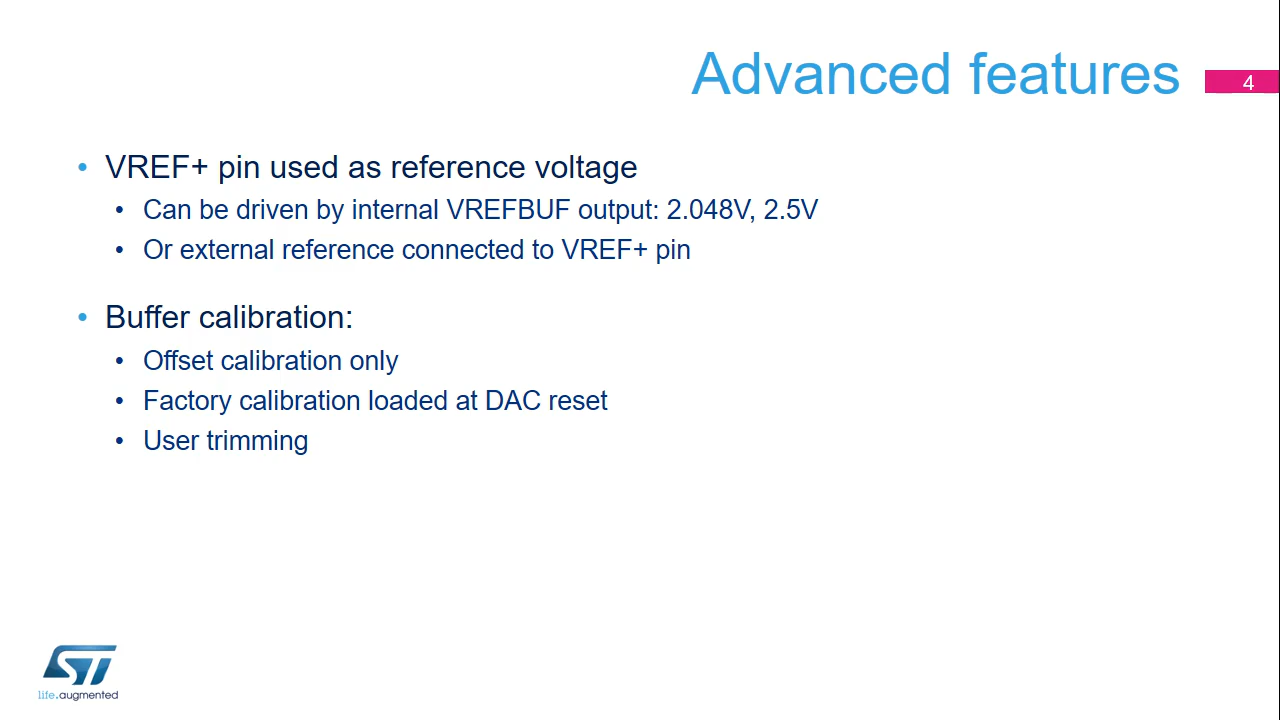 Advanced features
4
• VREF+ pin used as reference voltage
• Can be driven by internal VREFBUF output: 2.048V, 2.5V
• Or external reference connected to VREF+ pin
• Buffer calibration:
• Offset calibration only
• Factory calibration loaded at DAC reset
• User trimming
ST
life.augmented